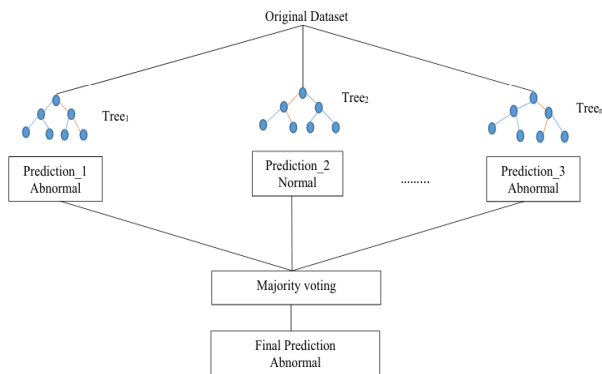 Original Dataset
Tree1
Tree2
Treen
Prediction_1
Abnormal
Prediction_2
Normal
.........
Prediction_3
Abnormal
Majority voting
Final Prediction
Abnormal